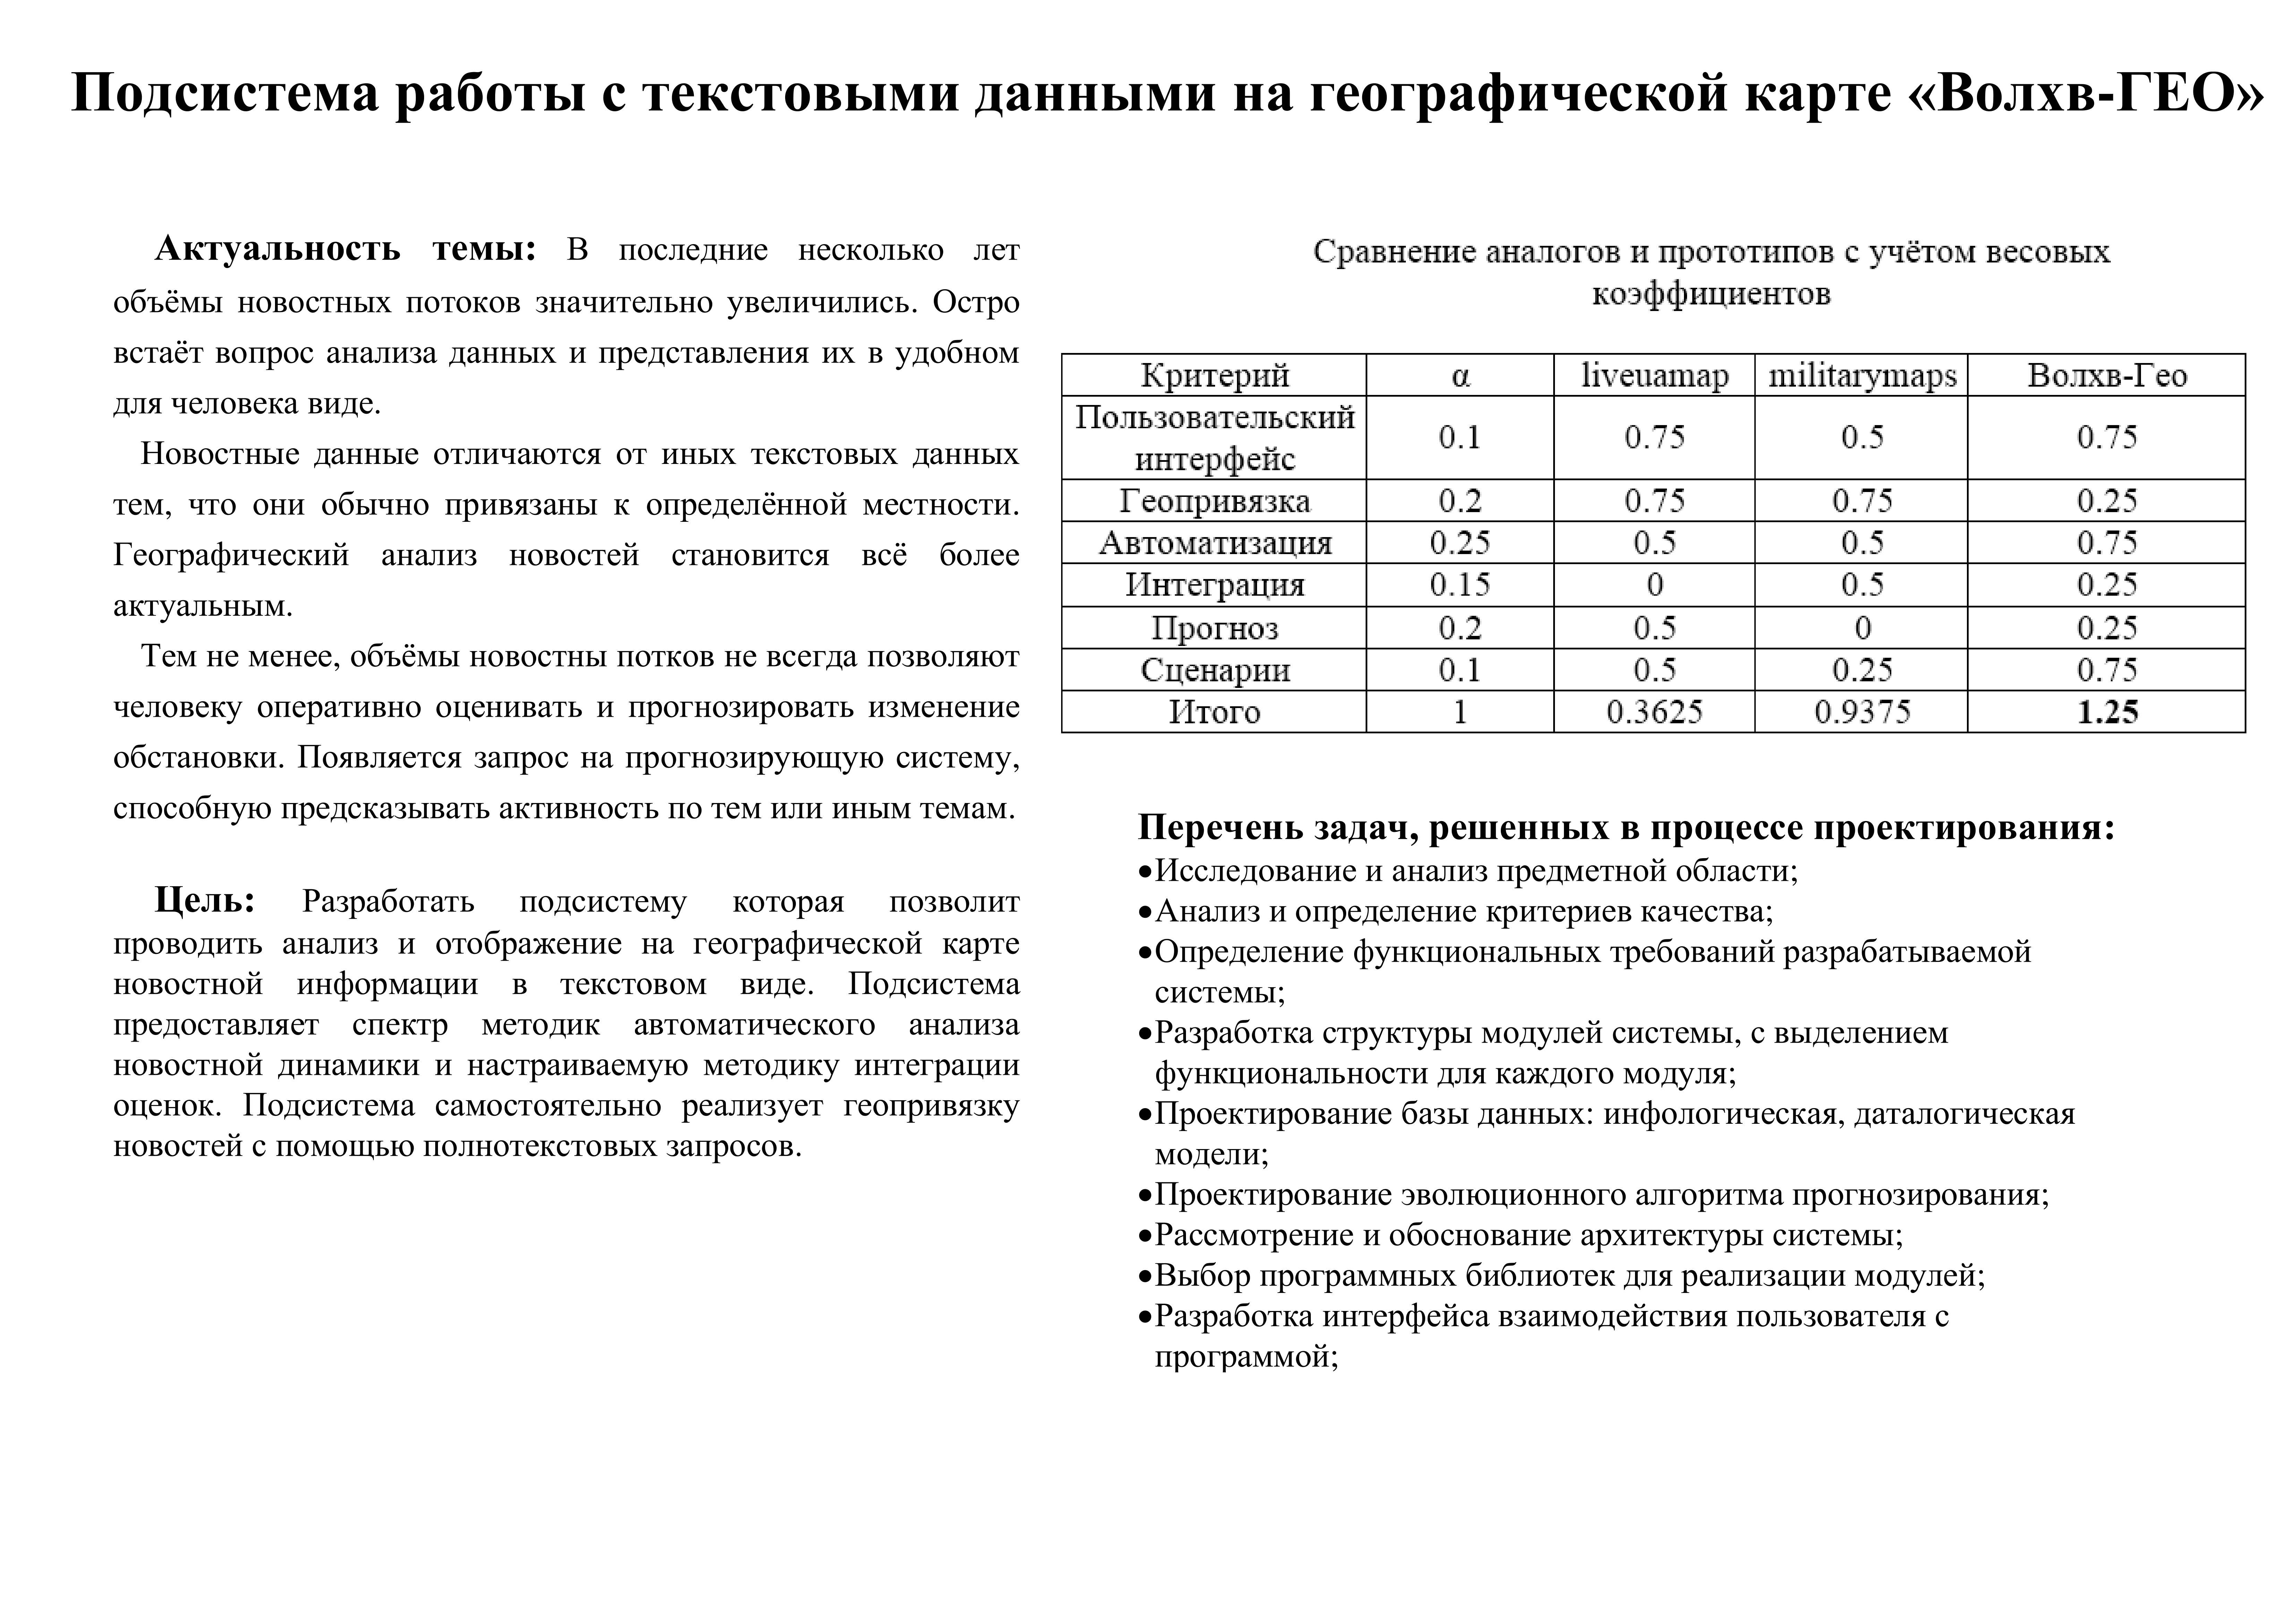 Подсистема работы с текстовыми данными на географической карте «Волхв-ГЕО»
Актуальность темы: В последние несколько лет
объёмы новостных потоков значительно увеличились. Остро
встаёт вопрос анализа данных и представления их в удобном
для человека виде.
Новостные данные отличаются от иных текстовых данных
тем, что они обычно привязаны к определённой местности.
Географический анализ новостей становится всё более
актуальным.
Тем не менее, объёмы новостны потков не всегда позволяют
человеку оперативно оценивать и прогнозировать изменение
обстановки. Появляется запрос на прогнозирующую систему,
способную предсказывать активность по тем или иным темам.
Цель: Разработать подсистему которая позволит
проводить анализ и отображение на географической карте
новостной информации в текстовом виде. Подсистема
предоставляет спектр методик автоматического анализа
новостной динамики и настраиваемую методику интеграции
оценок. Подсистема самостоятельно реализует геопривязку
новостей с помощью полнотекстовых запросов.
Сравнение аналогов и прототипов с учётом весовых
коэффициентов
Критерий α liveuamap militarymaps Волхв-Гео
Пользовательский
интерфейс 0.1 0.75 0.5 0.75
Геопривязка 0.2 0.75 0.75 0.25
Автоматизация 0.25 0.5 0.5 0.75
Интеграция 0.15 0 0.5 0.25
Прогноз 0.2 0.5 0 0.25
Сценарии 0.1 0.5 0.25 0.75
Итого 1 0.3625 0.9375 1.25
Перечень задач, решенных в процессе проектирования:
•Исследование и анализ предметной области;
•Анализ и определение критериев качества;
•Определение функциональных требований разрабатываемой
системы;
•Разработка структуры модулей системы, с выделением
функциональности для каждого модуля;
•Проектирование базы данных: инфологическая, даталогическая
модели;
•Проектирование эволюционного алгоритма прогнозирования;
•Рассмотрение и обоснование архитектуры системы;
•Выбор программных библиотек для реализации модулей;
•Разработка интерфейса взаимодействия пользователя с
программой;